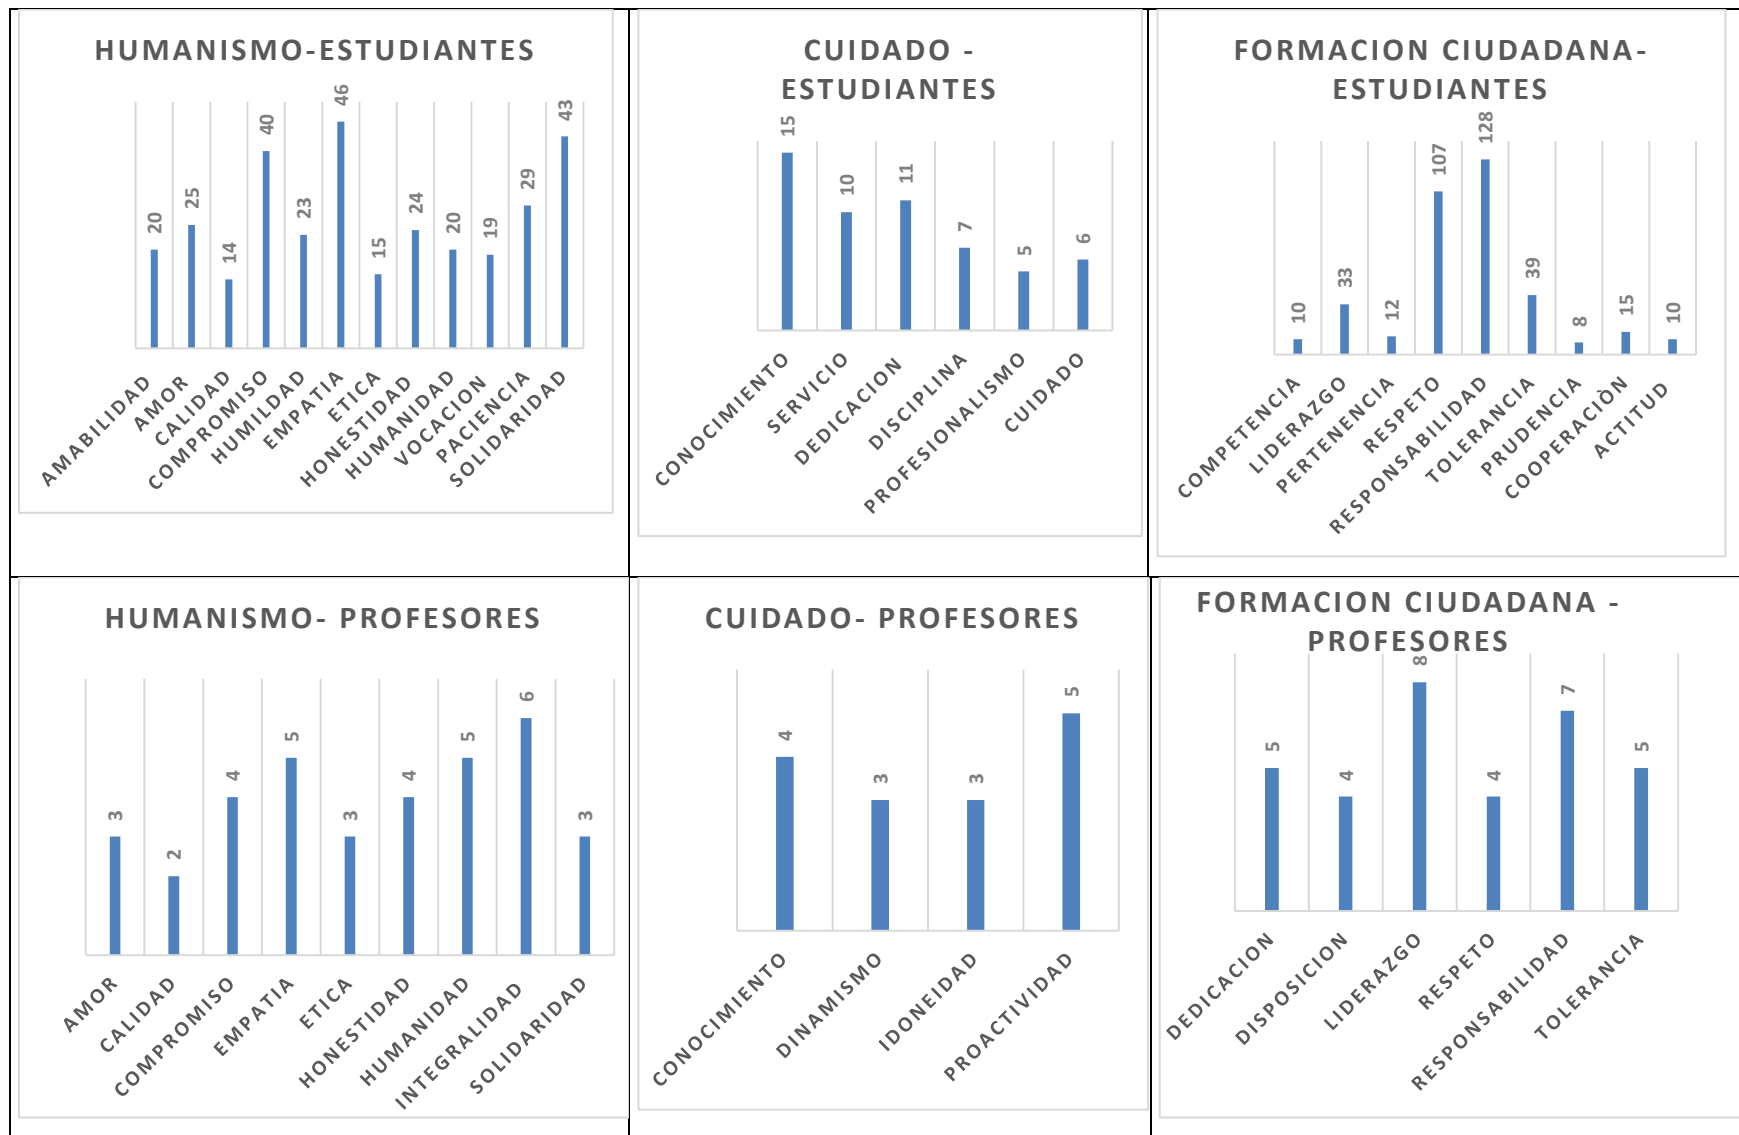 HUMANISMO-ESTUDIANTES
20
25
14
40
23
46
15
24
20
19
29
43
AMABILIDAD
AMOR
CALIDAD
COMPROMISO
HUMILDAD
EMPATIA
ETICA
HONESTIDAD
HUMANIDAD
VOCACION
PACIENCIA
SOLIDARIDAD
CUIDADO -
ESTUDIANTES
15
10
11
7
5
6
CONOCIMIENTO
SERVICIO
DEDICACION
DISCIPLINA
PROFESIONALISMO
CUIDADO
FORMACION CIUDADANA-
ESTUDIANTES
10
33
12
107
128
39
8
15
10
COMPETENCIA
LIDERAZGO
PERTENENCIA
RESPETO
RESPONSABILIDAD
TOLERANCIA
PRUDENCIA
COOPERACIÒN
ACTITUD
HUMANISMO- PROFESORES
3
2
4
5
3
4
5
6
3
AMOR
CALIDAD
COMPROMISO
EMPATIA
ETICA
HONESTIDAD
HUMANIDAD
INTEGRALIDAD
SOLIDARIDAD
CUIDADO- PROFESORES
4
3
3
5
CONOCIMIENTO
DINAMISMO
IDONEIDAD
PROACTIVIDAD
FORMACION CIUDADANA -
PROFESORES
5
4
8
4
7
5
DEDICACION
DISPOSICION
LIDERAZGO
RESPETO
RESPONSABILIDAD
TOLERANCIA